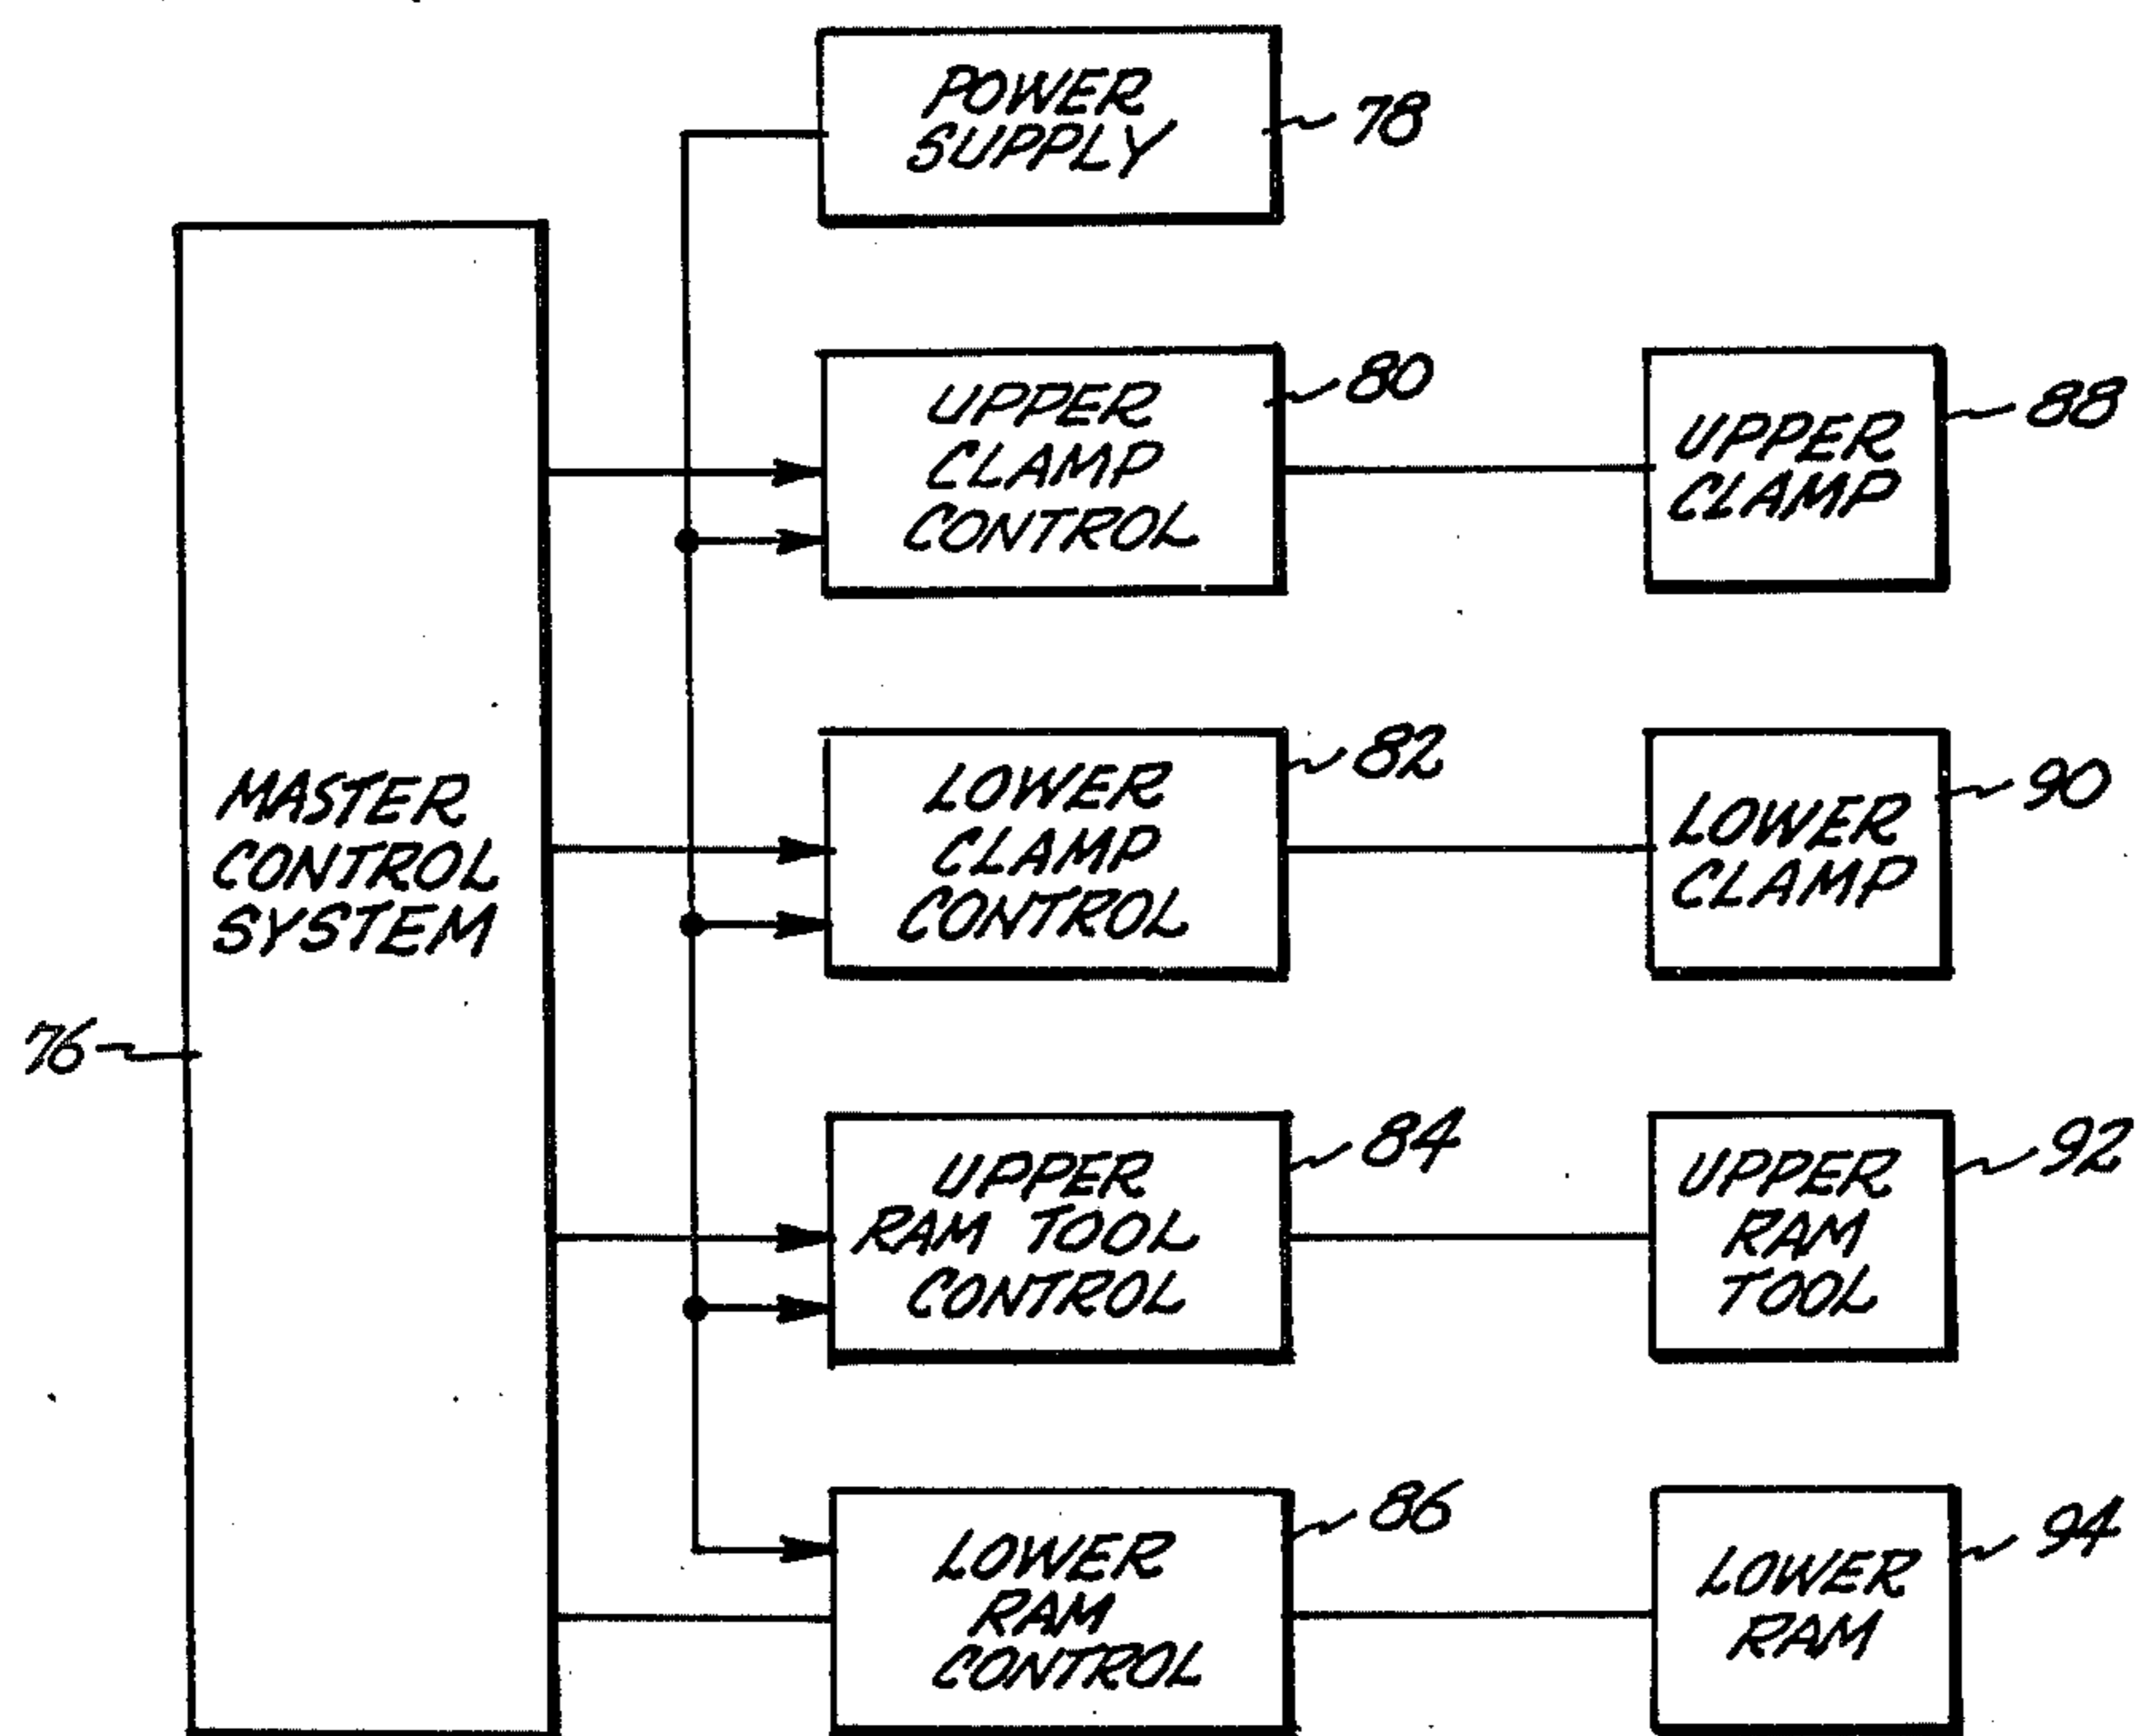 POWER
SUPPLY
78
UPPER
CLAMP
CONTROL
80
UPPER
CLAMP
88
MASTER
CONTROL
SYSTEM
76
LOWER
CLAMP
CONTROL
82
LOWER
CLAMP
90
UPPER
RAM TOOL
CONTROL
84
UPPER
RAM
TOOL
92
LOWER
RAM
CONTROL
86
LOWER
RAM
94